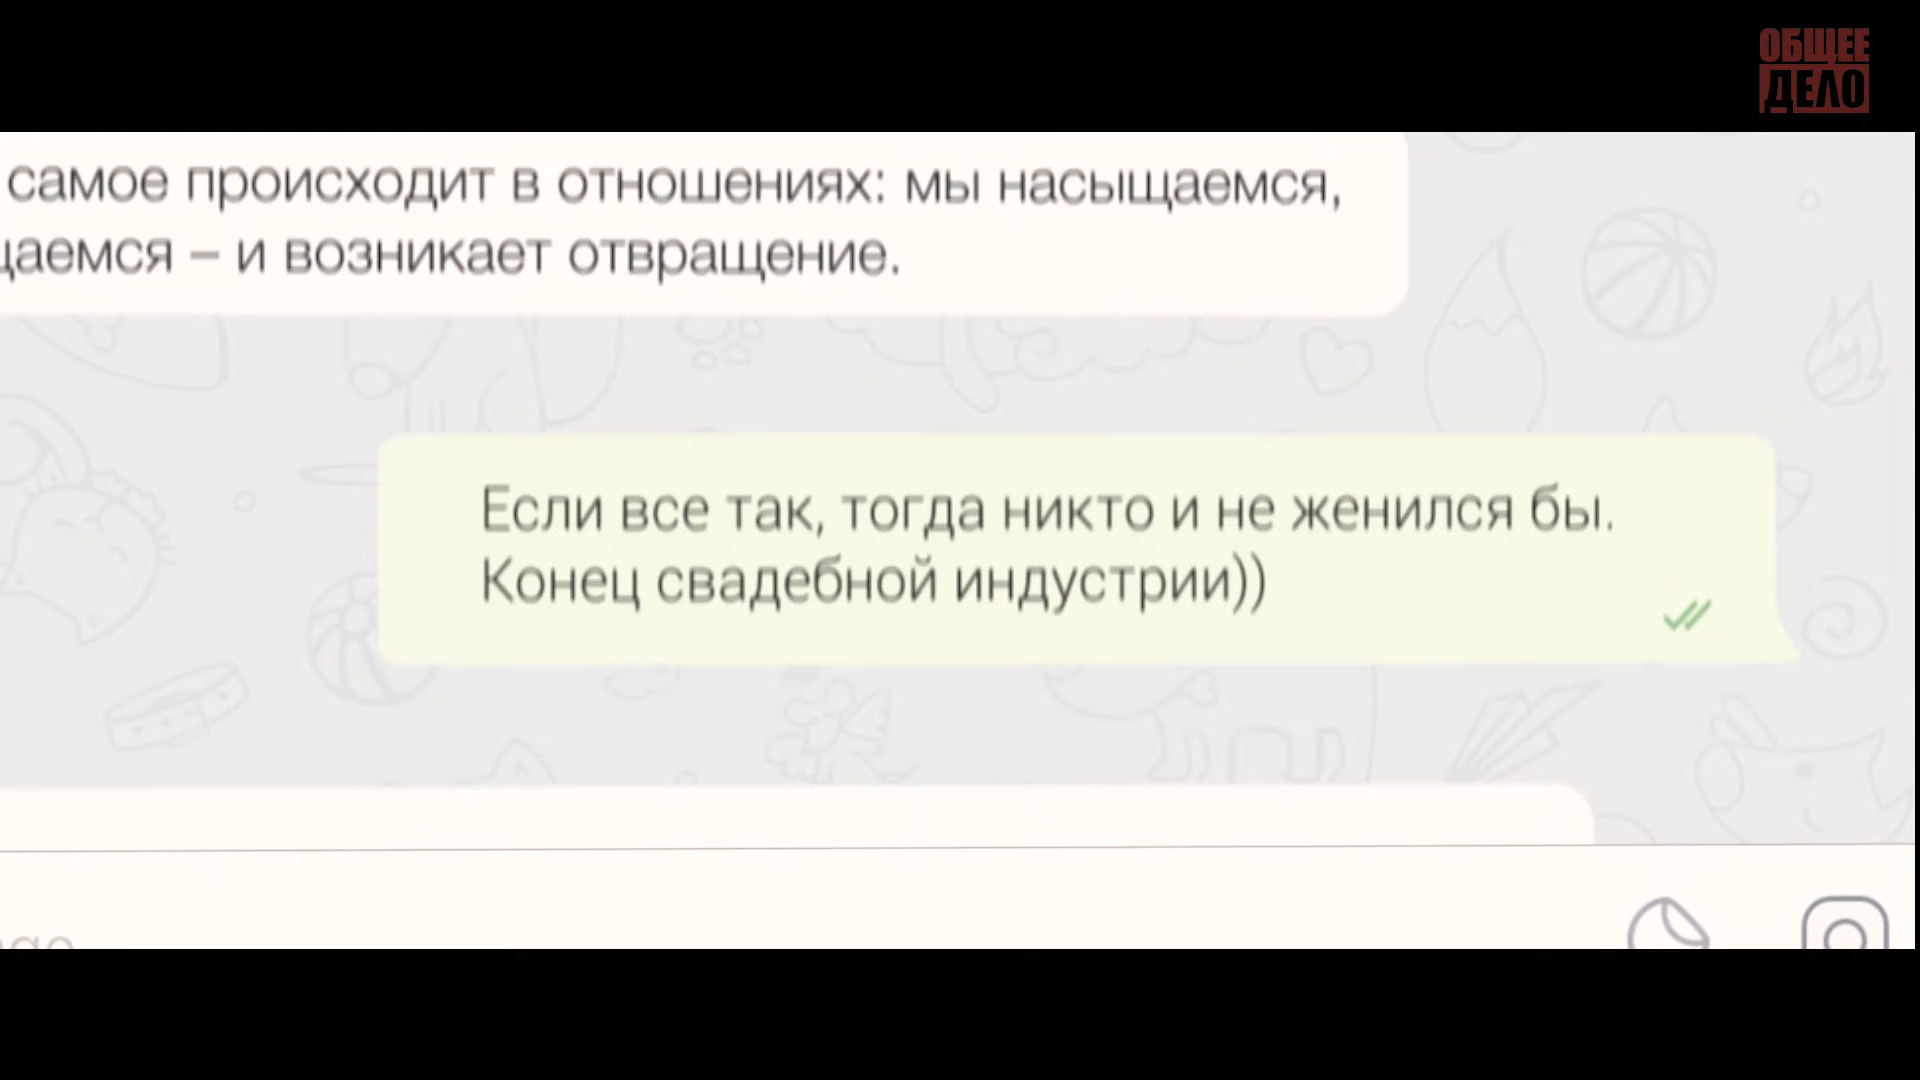 ОБЩЕЕ
ДЕЛО
самое происходит в отношениях: мы насыщаемся,
– и возникает отвращение.
Если все так, тогда никто и не женился бы.
Конец свадебной индустрии))